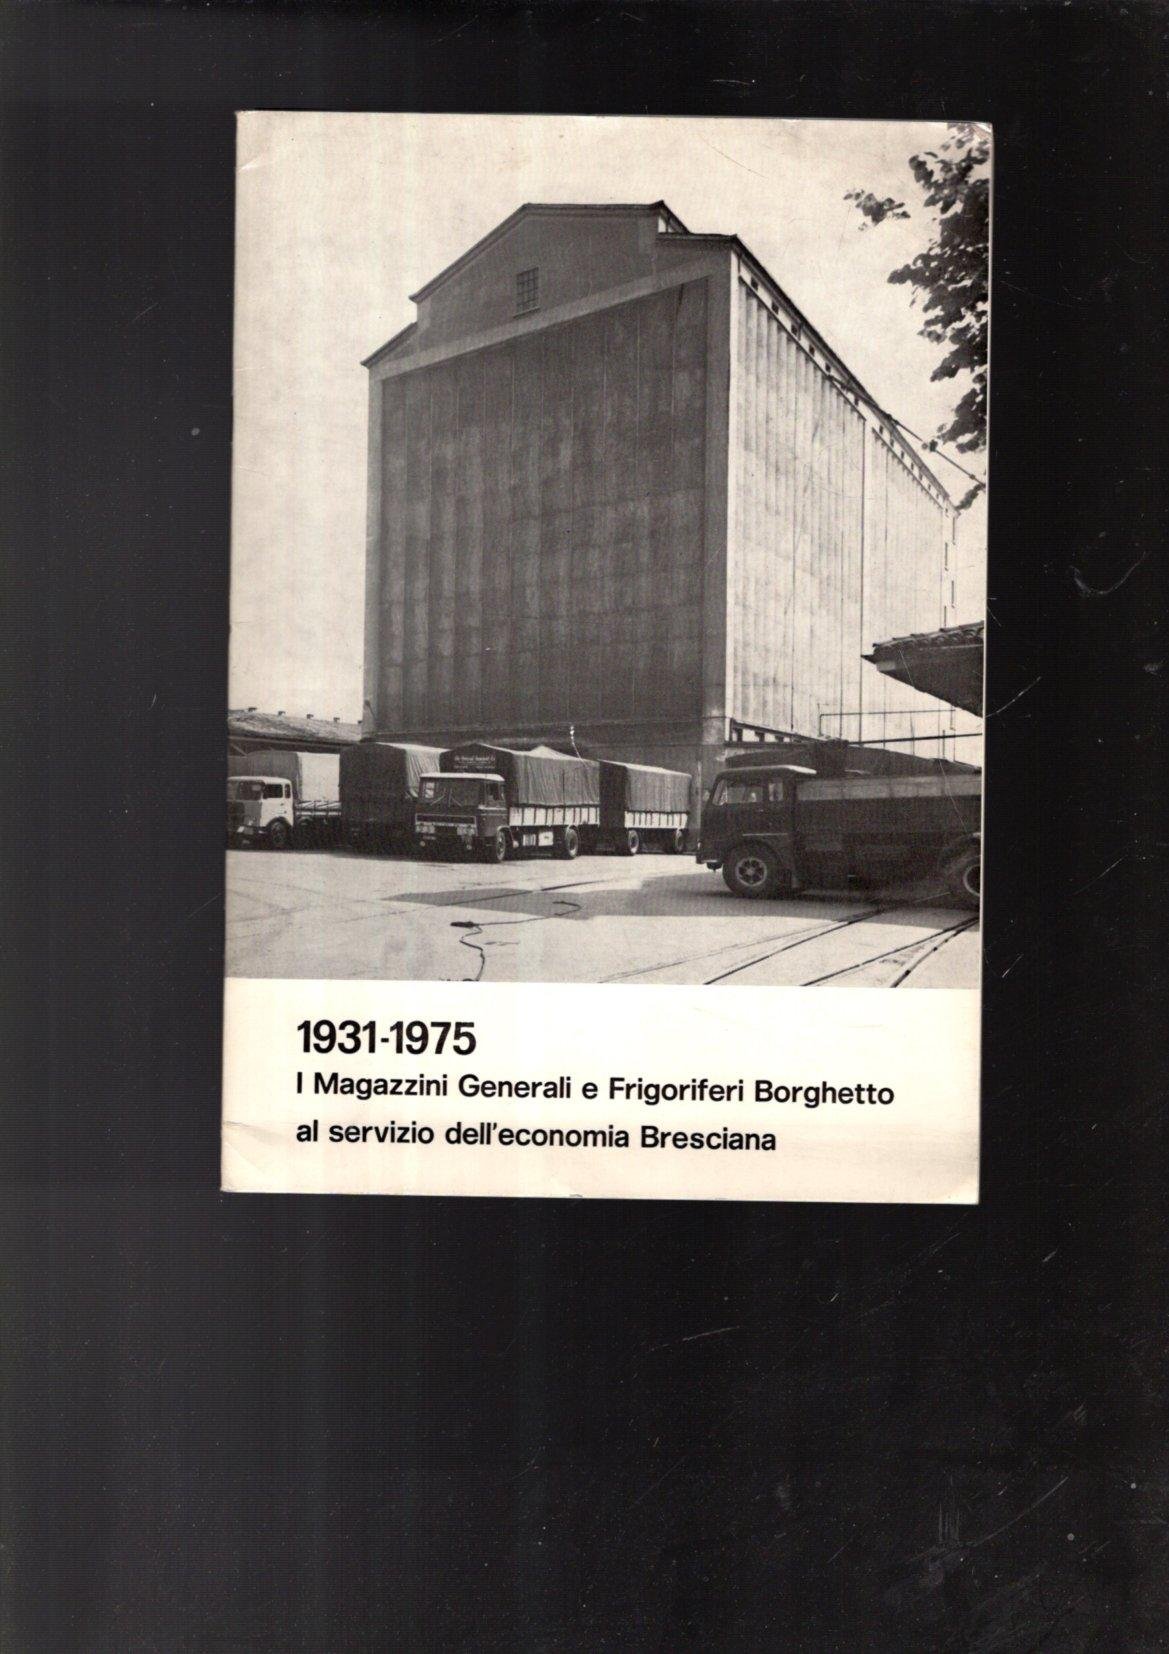 1931-1975
I Magazzini Generali e Frigoriferi Borghetto
al servizio dell'economia Bresciana